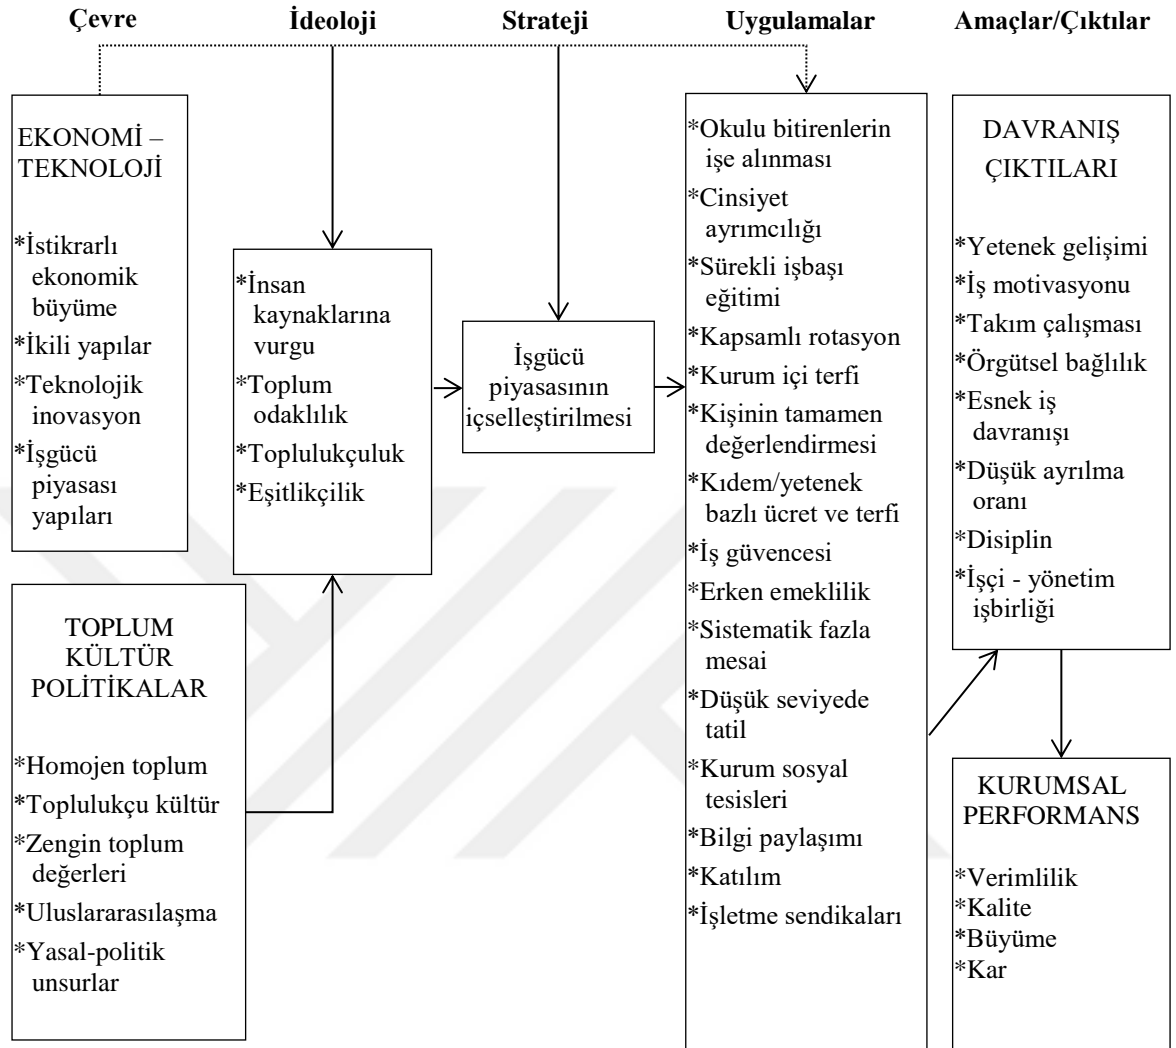 Çevre
İdeoloji
Strateji
Uygulamalar
Amaçlar/Çıktılar
EKONOMİ –
TEKNOLOJİ
*İstikrarlı
ekonomik
büyüme
*İkili yapılar
*Teknolojik
inovasyon
*İşgücü
piyasası
yapıları
TOPLUM
KÜLTÜR
POLİTİKALAR
*Homojen toplum
*Toplulukçu kültür
*Zengin toplum
değerleri
*Uluslararasılaşma
*Yasal-politik
unsurlar
*İnsan
kaynaklarına
vurgu
*Toplum
odaklılık
*Toplulukçuluk
*Eşitlikçilik
İşgücü
piyasasının
içselleştirilmesi
*Okulu bitirenlerin
işe alınması
*Cinsiyet
ayrımcılığı
*Sürekli işbaşı
eğitimi
*Kapsamlı rotasyon
*Kurum içi terfi
*Kişinin tamamen
değerlendirmesi
*Kıdem/yetenek
bazlı ücret ve terfi
*İş güvencesi
*Erken emeklilik
*Sistematik fazla
mesai
*Düşük seviyede
tatil
*Kurum sosyal
tesisleri
*Bilgi paylaşımı
*Katılım
*İşletme sendikaları
DAVRANIŞ
ÇIKTILARI
*Yetenek gelişimi
*İş motivasyonu
*Takım çalışması
*Örgütsel bağlılık
*Esnek iş
davranışı
*Düşük ayrılma
oranı
*Disiplin
*İşçi - yönetim
işbirliği
KURUMSAL
PERFORMANS
*Verimlilik
*Kalite
*Büyüme
*Kar